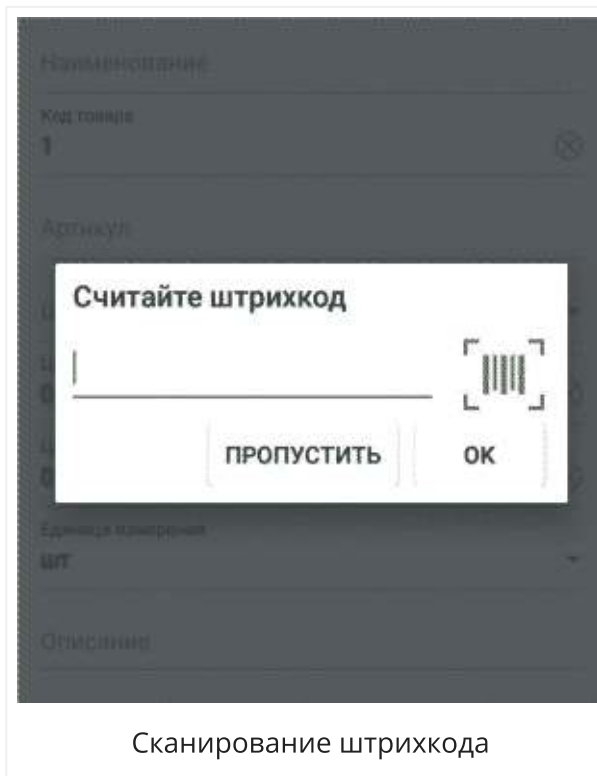 Наименование
Код товара
1
Артикул
Считайте штрихкод
ПРОПУСТИТЬ
ОК
Единица измерения
шт
Описание
Сканирование штрихкода